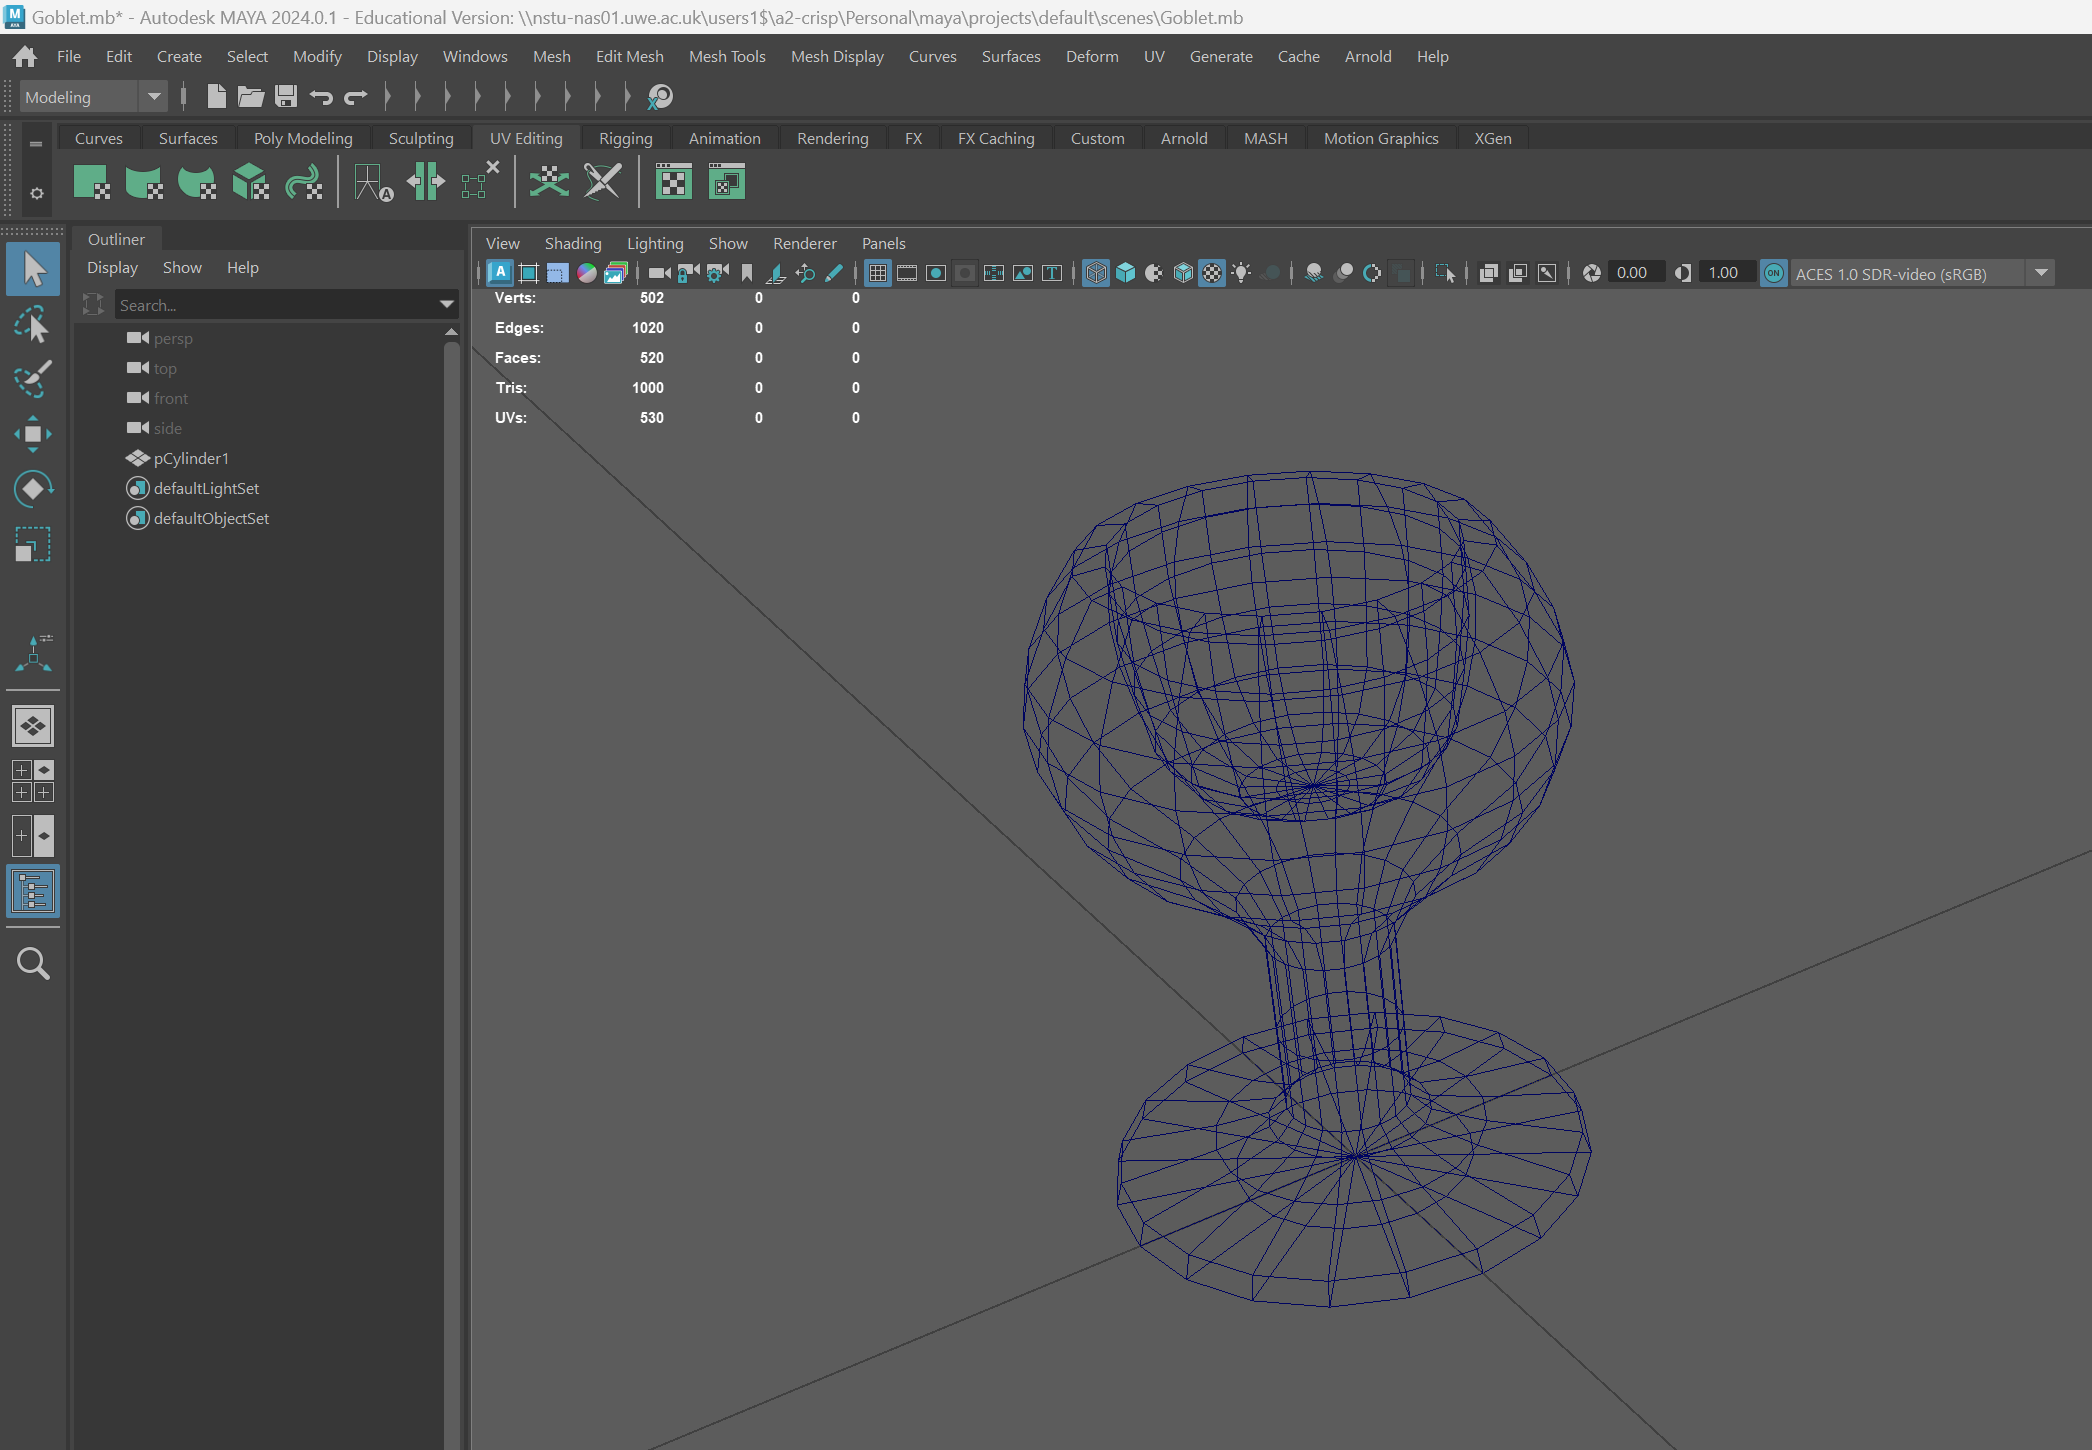 Goblet.mb* - Autodesk MAYA 2024.0.1 - Educational Version: \\nstu-nas01.uwe.ac.uk\users1$\a2-crisp\Personal\maya\projects\default\scenes\Goblet.mb
File Edit Create Select Modify Display Windows Mesh Edit Mesh Mesh Tools Mesh Display Curves Surfaces Deform UV Generate Cache Arnold Help
Modeling
Curves Surfaces Poly Modeling Sculpting UV Editing Rigging Animation Rendering FX FX Caching Custom Arnold MASH Motion Graphics XGen
Outliner
Display Show Help
Search...
persp
top
front
side
pCylinder1
defaultLightSet
defaultObjectSet
View Shading Lighting Show Renderer Panels
0.00 1.00 ON ACES 1.0 SDR-video (sRGB)
Verts: 502 0 0
Edges: 1020 0 0
Faces: 520 0 0
Tris: 1000 0 0
UVs: 530 0 0